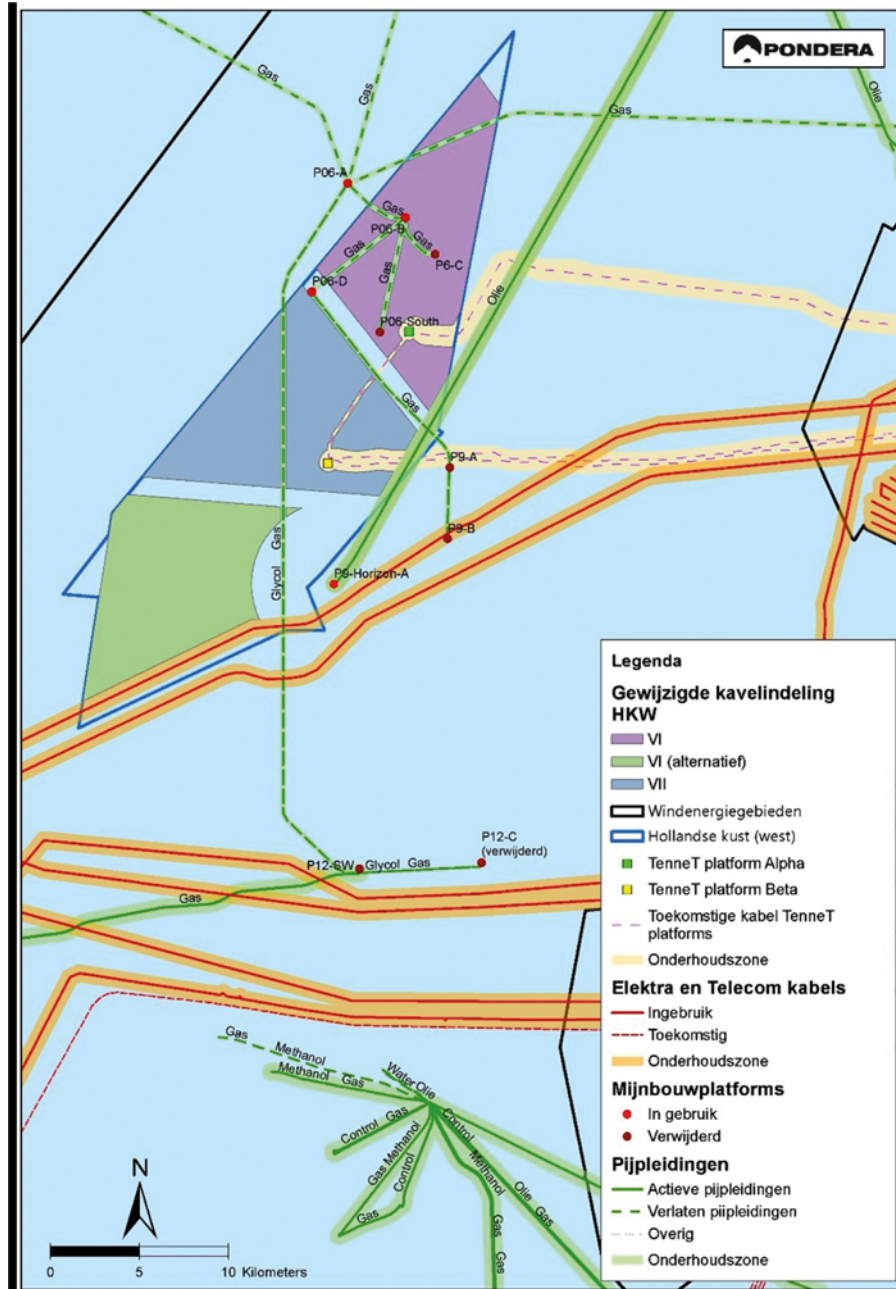 PONDERA
Gas
Gas
Olie
Gas
P06-A
Gas
P06-B
Gas
P6-C
Gas
Gas
P06-D
Olie
P06-South
Gas
P9-A
Gas
Glycol
P9-B
P9-Horizon-A
P12-C
(verwijderd)
P12-SW
Glycol Gas
Gas
Gas
Methanol
Methanol Gas
Water Olie
Control Gas
Gas Methanol
Control
Gas
Control
Methanol
Olie Gas
Gas Gas
N
0 5 10 Kilometers
Legenda
Gewijzigde kavelindeling
HKW
VI
VI (alternatief)
VII
Windenergiegebieden
Hollandse kust (west)
TenneT platform Alpha
TenneT platform Beta
Toekomstige kabel TenneT
platforms
Onderhoudszone
Elektra en Telecom kabels
Ingebruik
Toekomstig
Onderhoudszone
Mijnbouwplatforms
In gebruik
Verwijderd
Pijpleidingen
Actieve pijpleidingen
Verlaten pijpleidingen
Overig
Onderhoudszone